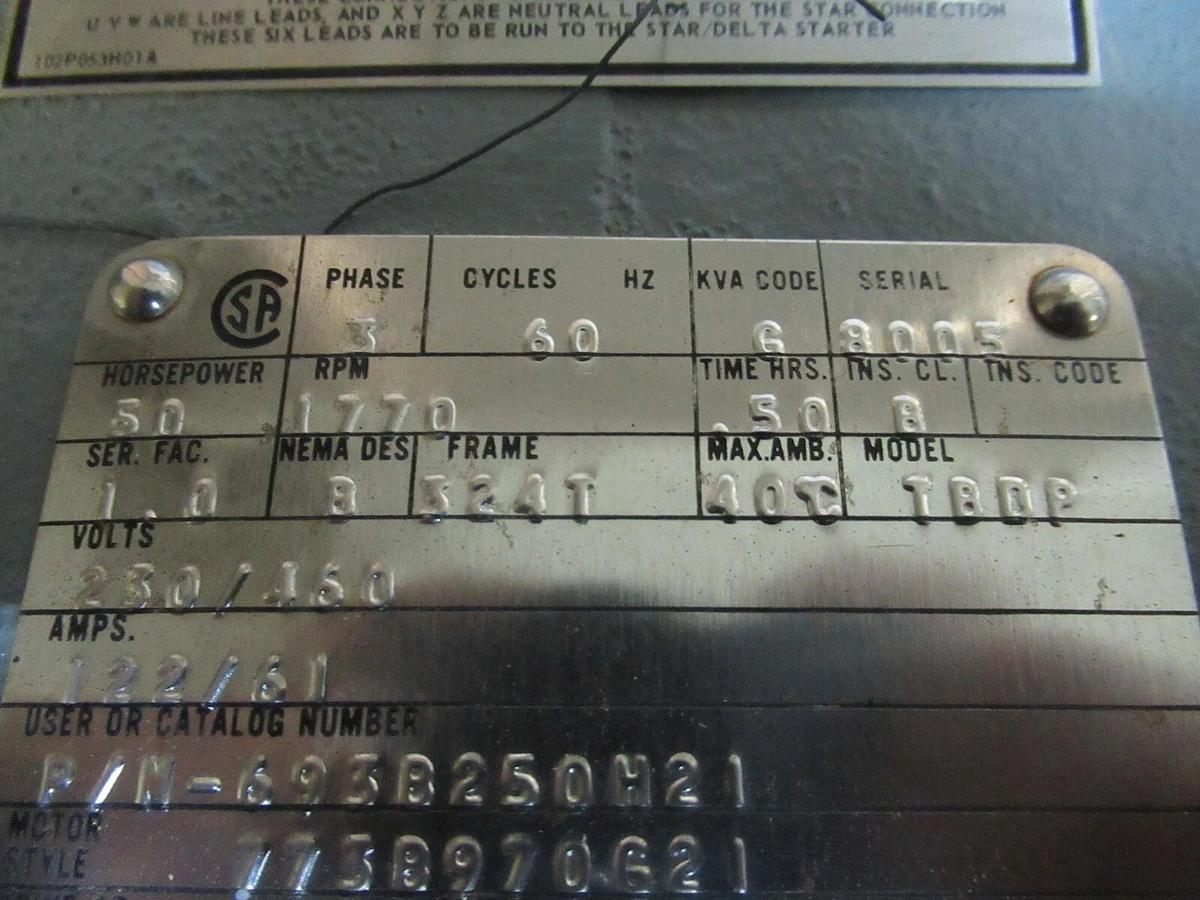 U V W ARE LINE LEADS, AND X Y Z ARE NEUTRAL LEADS FOR THE STAR CONNECTION
THESE SIX LEADS ARE TO BE RUN TO THE STAR/DELTA STARTER
102P053H01A
CSA PHASE CYCLES HZ KVA CODE SERIAL
3 60 G 8005
HORSEPOWER RPM TIME HRS. INS. CL. INS. CODE
50 1770 .50 B
SER. FAC. NEMA DES FRAME MAX.AMB. MODEL
1.0 B 324T 40°C TBDP
VOLTS
230/460
AMPS.
122/61
USER OR CATALOG NUMBER
P/N-693B250H21
MOTOR
STYLE 773B970G21